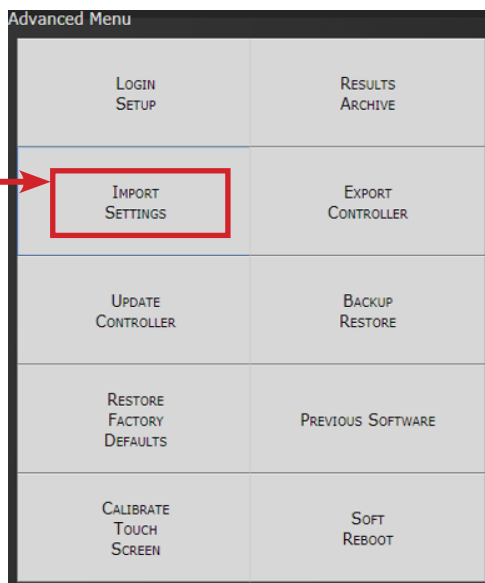 Advanced Menu
LOGIN
SETUP
RESULTS
ARCHIVE
IMPORT
SETTINGS
EXPORT
CONTROLLER
UPDATE
CONTROLLER
BACKUP
RESTORE
RESTORE
FACTORY
DEFAULTS
PREVIOUS SOFTWARE
CALIBRATE
TOUCH
SCREEN
SOFT
REBOOT